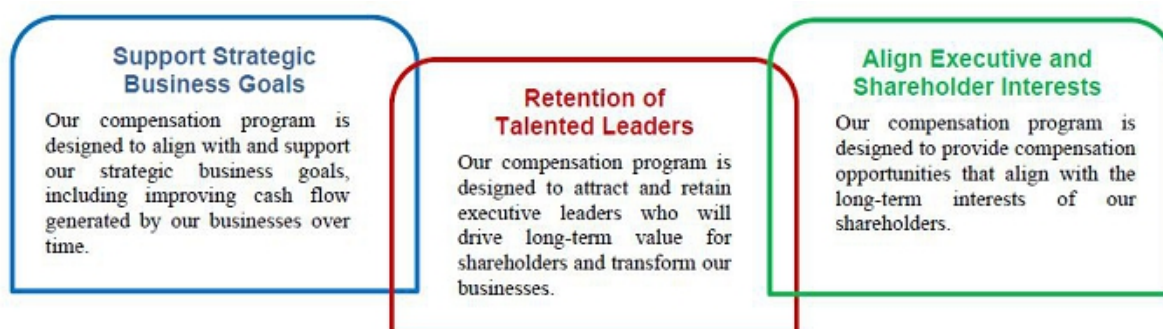 Support Strategic
Business Goals
Our compensation program is
designed to align with and support
our strategic business goals,
including improving cash flow
generated by our businesses over
time.
Retention of
Talented Leaders
Our compensation program is
designed to attract and retain
executive leaders who will
drive long-term value for
shareholders and transform our
businesses.
Align Executive and
Shareholder Interests
Our compensation program is
designed to provide compensation
opportunities that align with the
long-term interests of our
shareholders.